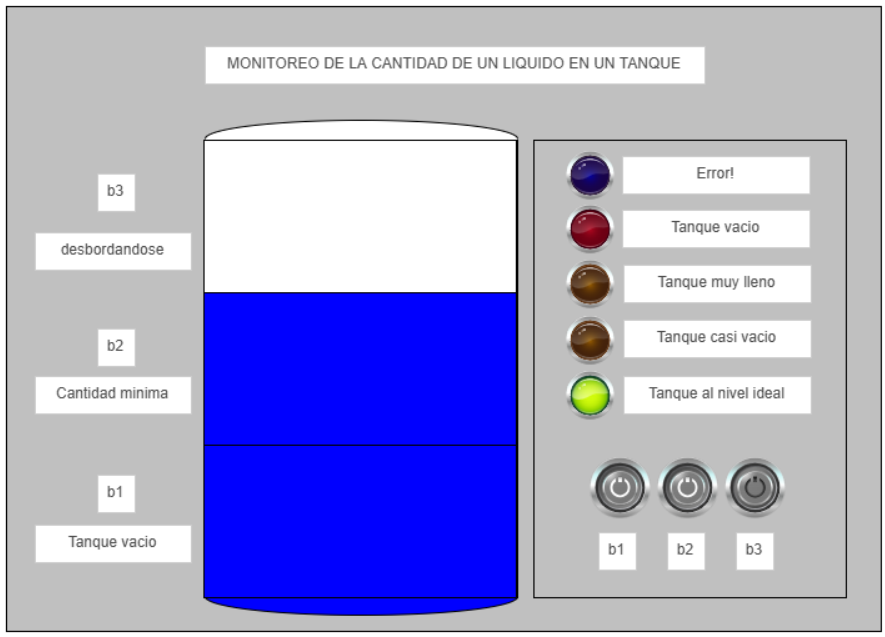 MONITOREO DE LA CANTIDAD DE UN LIQUIDO EN UN TANQUE
b3
desbordandose
b2
Cantidad minima
b1
Tanque vacio
Error!
Tanque vacio
Tanque muy lleno
Tanque casi vacio
Tanque al nivel ideal
b1 b2 b3